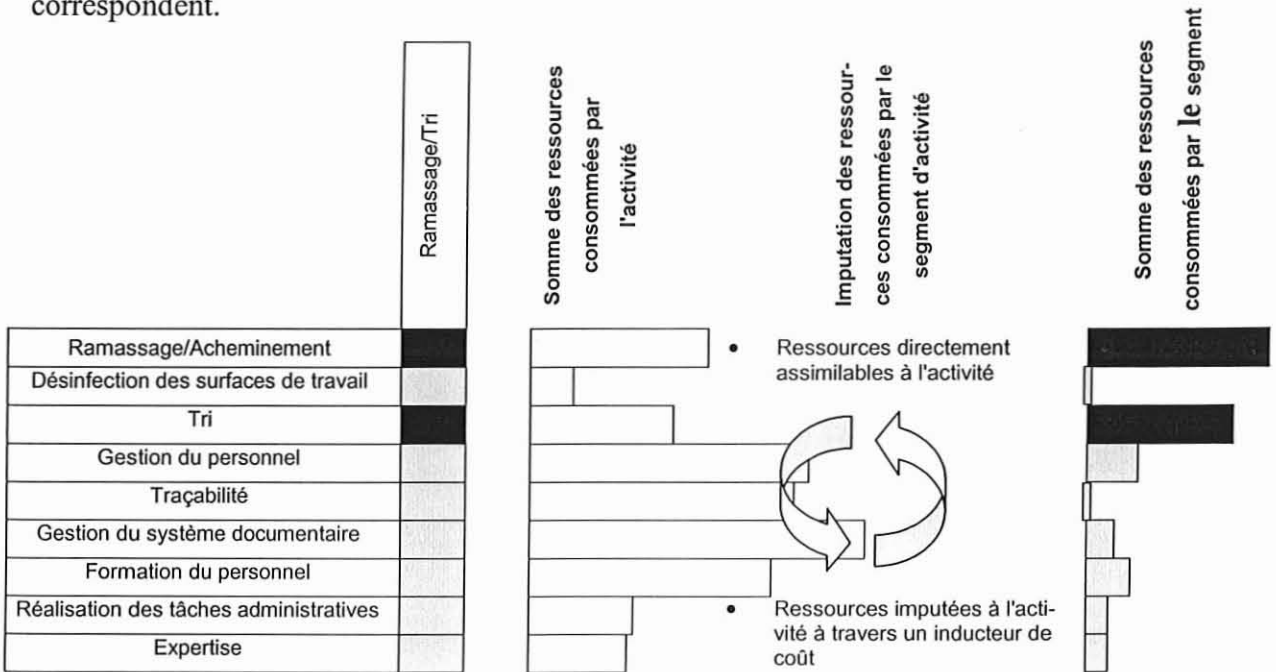 correspondent.
Ramassage/Tri
Somme des ressources
consommées par
l'activité
Imputation des ressour-
ces consommées par le
segment d'activité
Somme des ressources
consommées par le segment
Ramassage/Acheminement
Désinfection des surfaces de travail
Tri
Gestion du personnel
Traçabilité
Gestion du système documentaire
Formation du personnel
Réalisation des tâches administratives
Expertise
• Ressources directement
assimilables à l'activité
• Ressources imputées à l'acti-
vité à travers un inducteur de
coût